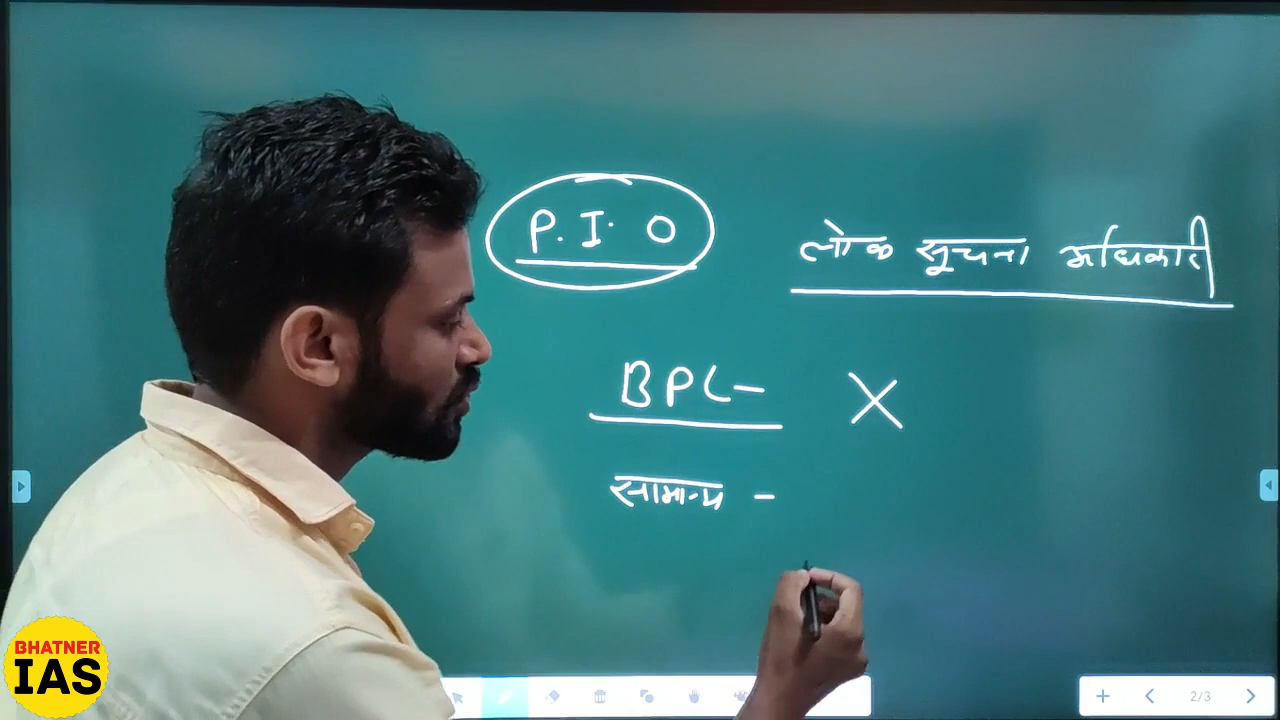 P. I. O
लोक सूचना अधिकारी
BPL - X
सामान्य -
BHATNER
IAS
2/3